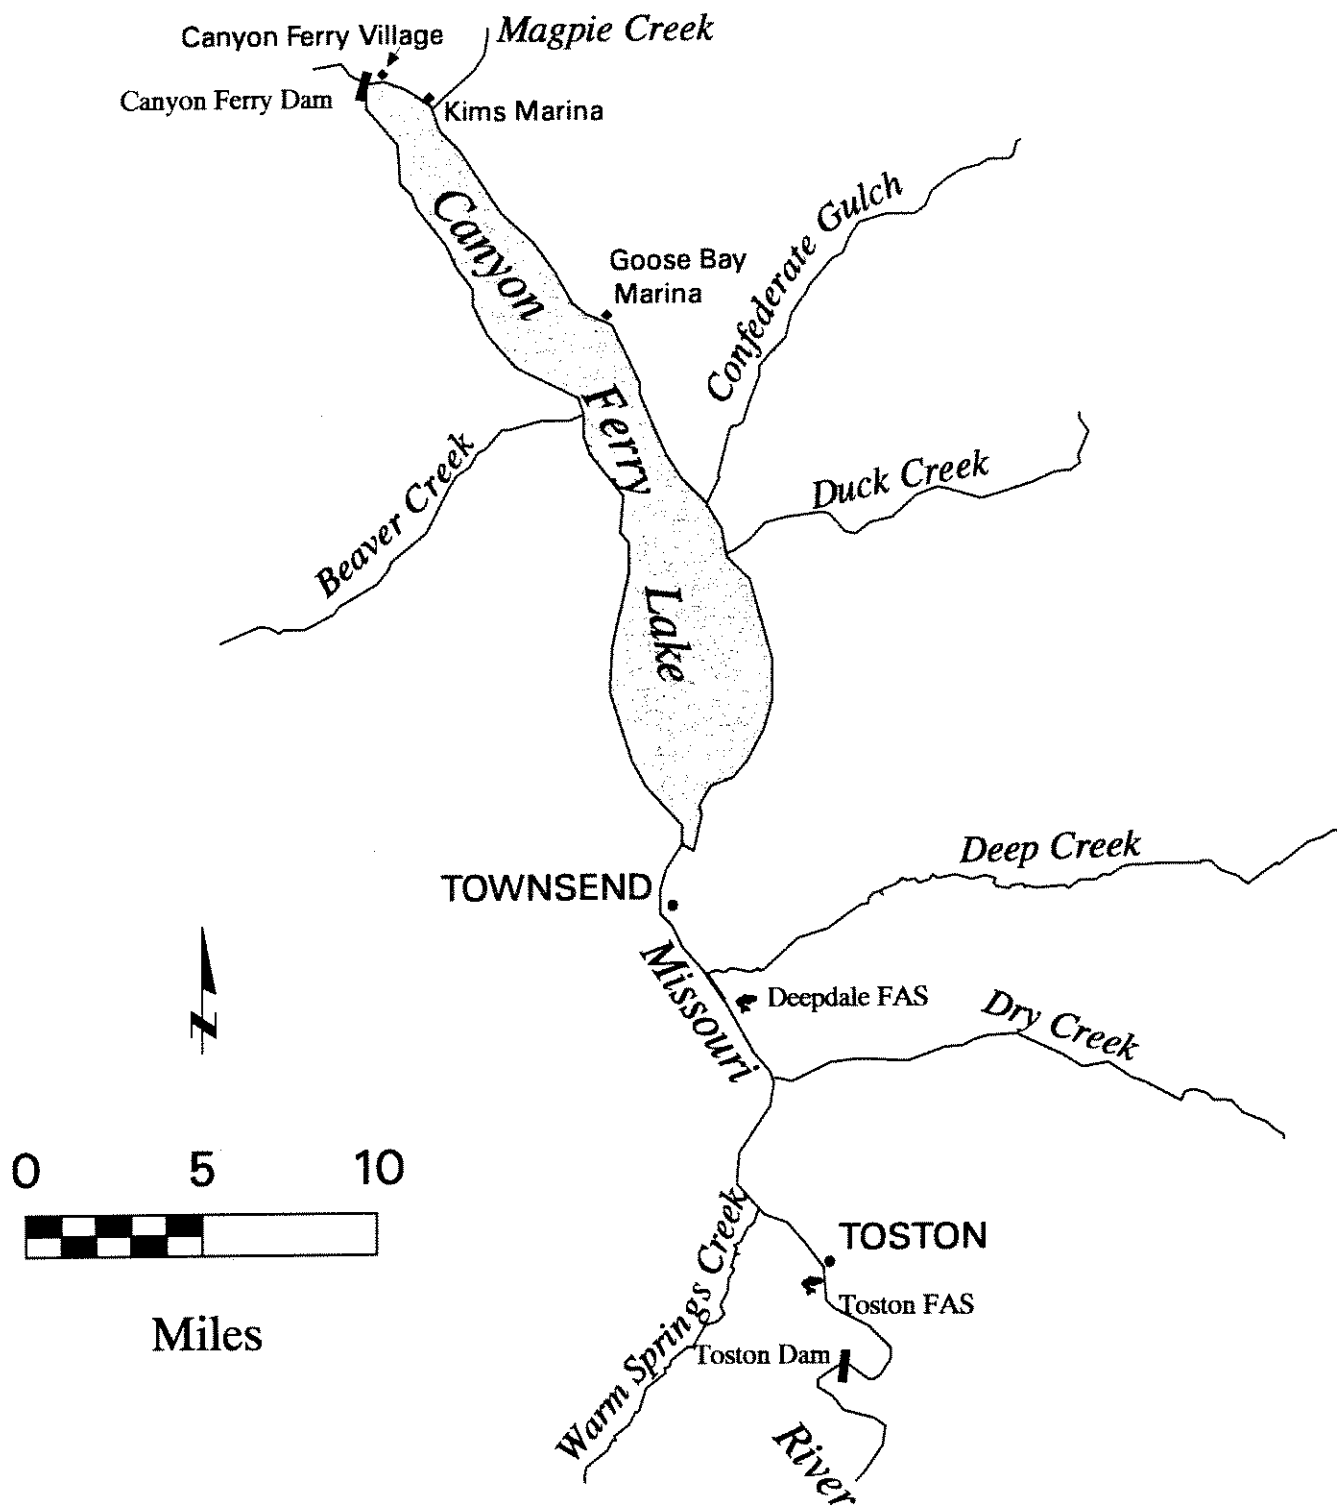 Magpie Creek
Canyon Ferry Village
Canyon Ferry Dam
Kims Marina
Confederate Gulch
Canyon Ferry Lake
Goose Bay
Marina
Duck Creek
Beaver Creek
Deep Creek
TOWNSEND
Missouri River
Deepdale FAS
Dry Creek
N
0 5 10
Miles
Warm Springs Creek
TOSTON
Toston FAS
Toston Dam